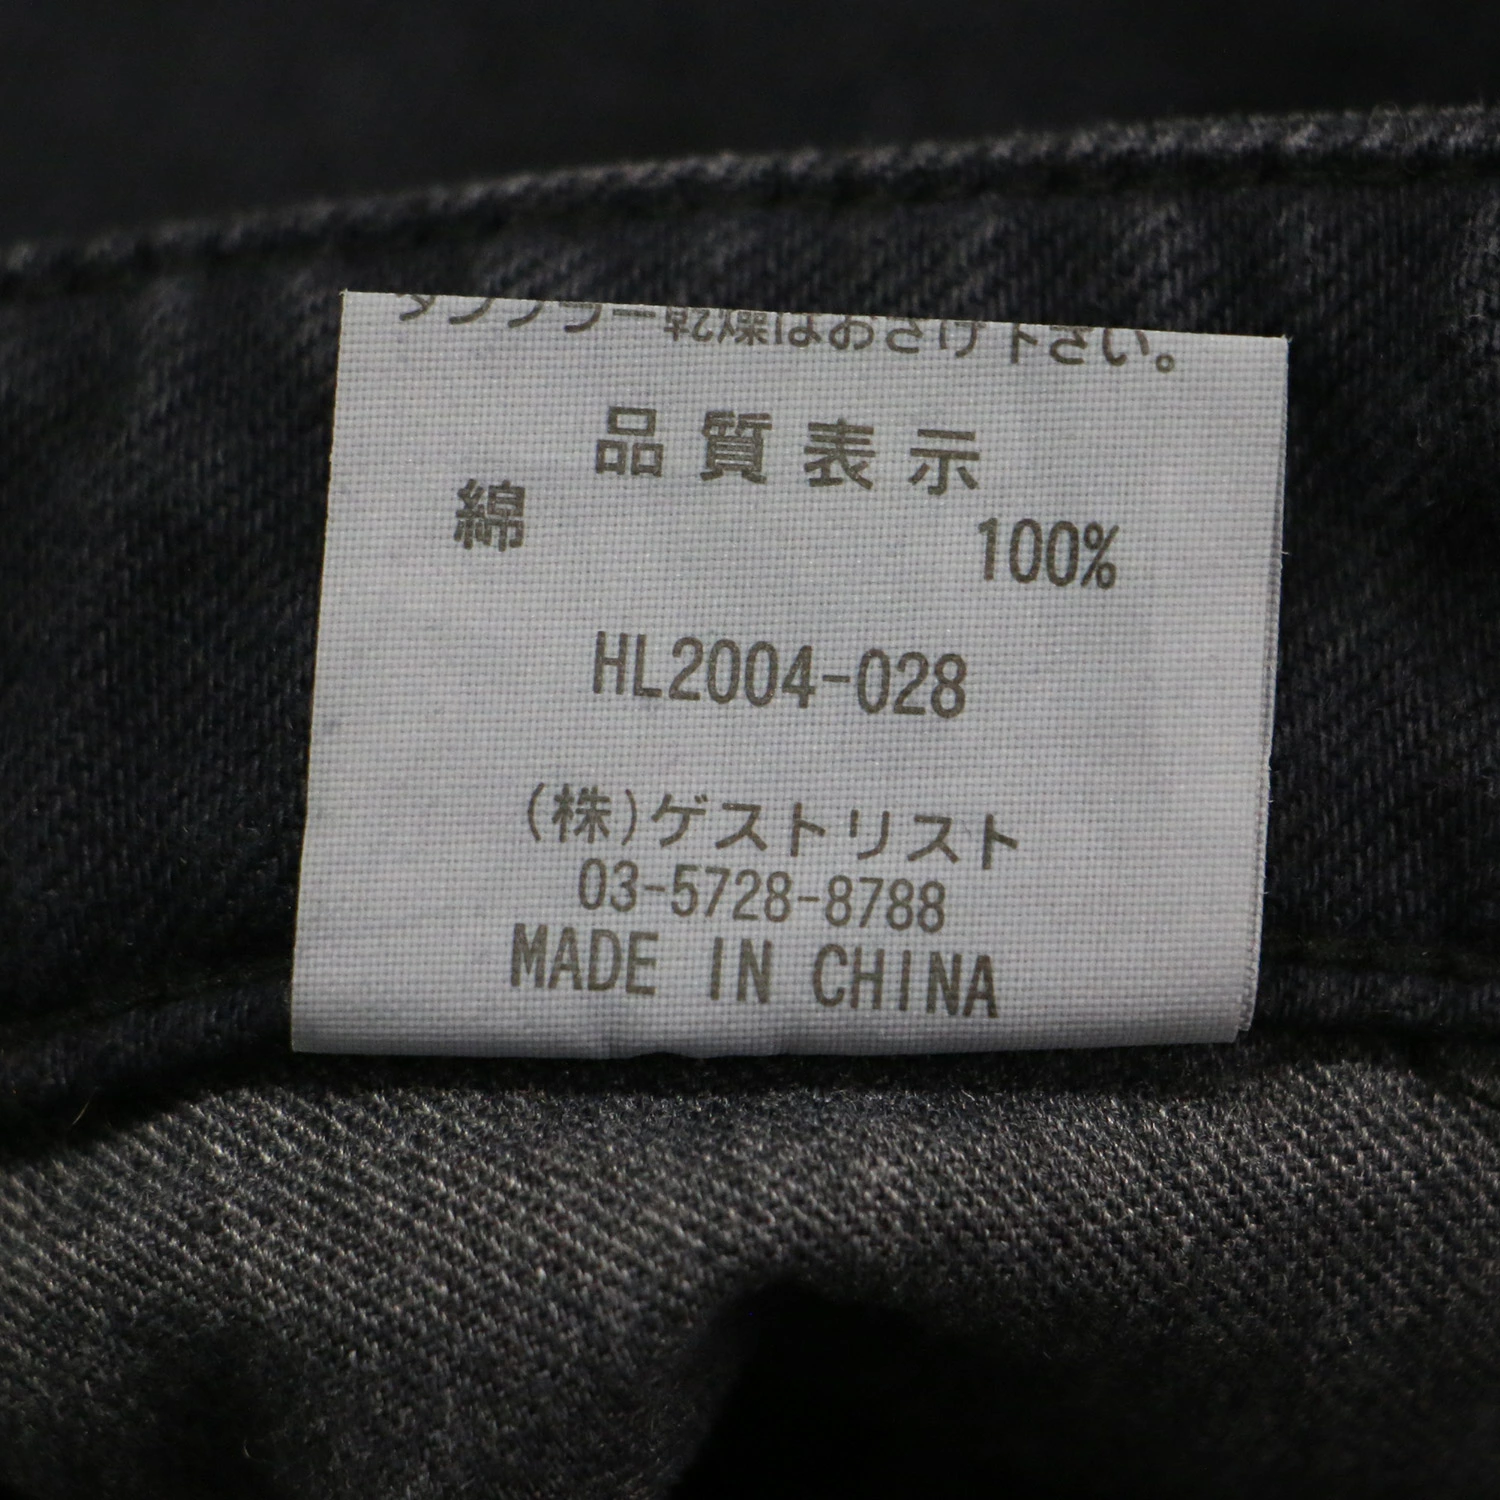 タンブラー乾燥はおさけ下さい。
品質表示
綿 100%
HL2004-028
(株)ゲストリスト
03-5728-8788
MADE IN CHINA